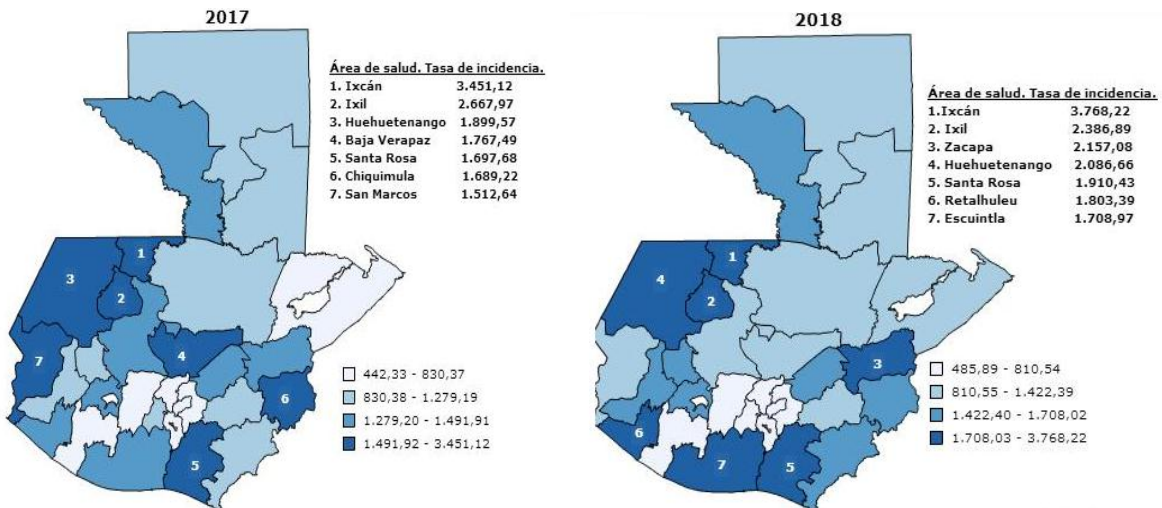 2017
Área de salud. Tasa de incidencia.
1. Ixcán 3.451,12
2. Ixil 2.667,97
3. Huehuetenango 1.899,57
4. Baja Verapaz 1.767,49
5. Santa Rosa 1.697,68
6. Chiquimula 1.689,22
7. San Marcos 1.512,64
1
3
2
7
4
6
5
442,33 - 830,37
830,38 - 1.279,19
1.279,20 - 1.491,91
1.491,92 - 3.451,12
2018
Área de salud. Tasa de incidencia.
1.Ixcán 3.768,22
2. Ixil 2.386,89
3. Zacapa 2.157,08
4. Huehuetenango 2.086,66
5. Santa Rosa 1.910,43
6. Retalhuleu 1.803,39
7. Escuintla 1.708,97
1
4
2
3
6
7
5
485,89 - 810,54
810,55 - 1.422,39
1.422,40 - 1.708,02
1.708,03 - 3.768,22